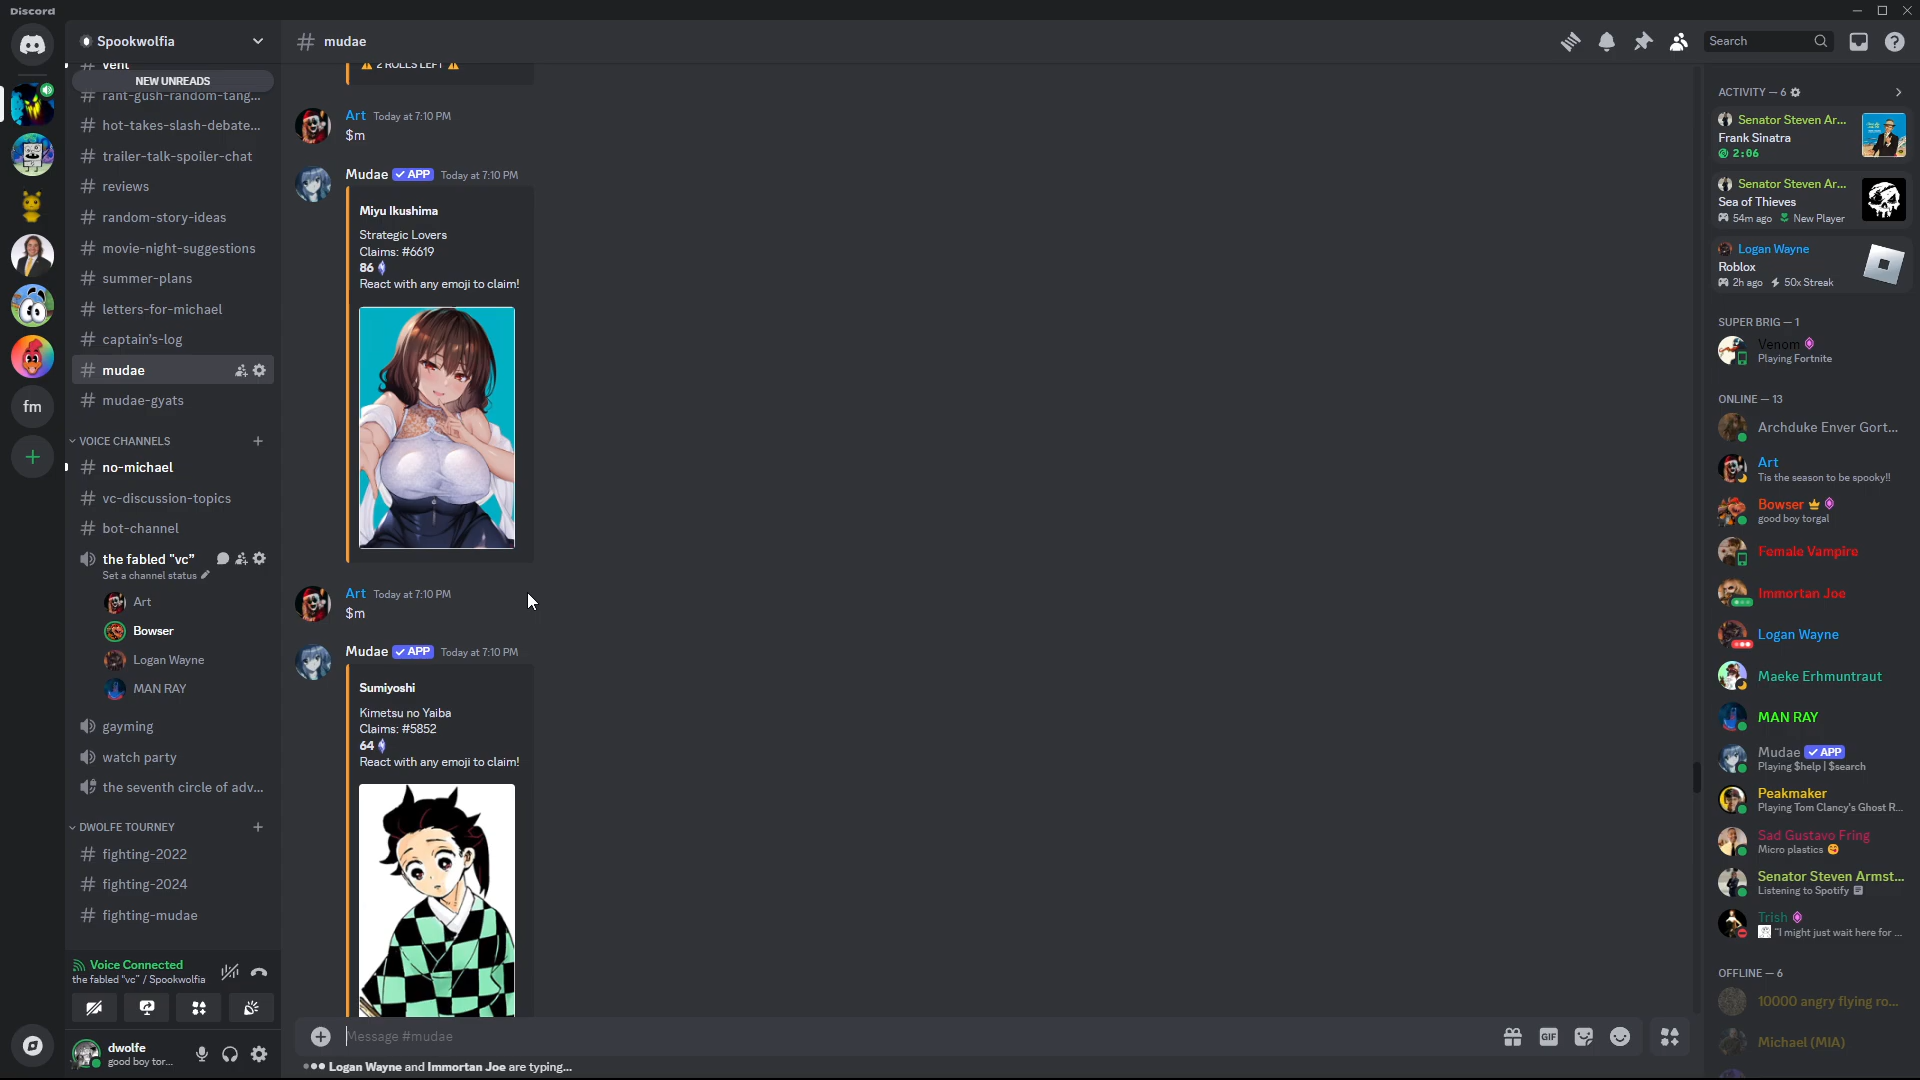 Discord
Spookwolfia
vent
NEW UNREADS
rant-gush-random-tang...
hot-takes-slash-debate...
trailer-talk-spoiler-chat
reviews
random-story-ideas
movie-night-suggestions
summer-plans
letters-for-michael
captain's-log
mudae
mudae-gyats
fm
VOICE CHANNELS
no-michael
vc-discussion-topics
bot-channel
the fabled "vc"
Set a channel status
Art
Bowser
Logan Wayne
MAN RAY
gayming
watch party
the seventh circle of adv...
DWOLFE TOURNEY
fighting-2022
fighting-2024
fighting-mudae
Voice Connected
the fabled "vc" / Spookwolfia
dwolfe
good boy tor...
# mudae
Search
2 ROLLS LEFT
Art Today at 7:10 PM
$m
Mudae APP Today at 7:10 PM
Miyu Ikushima
Strategic Lovers
Claims: #6619
86
React with any emoji to claim!
Art Today at 7:10 PM
$m
Mudae APP Today at 7:10 PM
Sumiyoshi
Kimetsu no Yaiba
Claims: #5852
64
React with any emoji to claim!
Message #mudae
GIF
Logan Wayne and Immortan Joe are typing...
ACTIVITY — 6
Senator Steven Ar...
Frank Sinatra
2:06
Senator Steven Ar...
Sea of Thieves
54m ago New Player
Logan Wayne
Roblox
2h ago 50x Streak
SUPER BRIG — 1
Venom
Playing Fortnite
ONLINE — 13
Archduke Enver Gort...
Art
Tis the season to be spooky!!
Bowser
good boy torgal
Female Vampire
Immortan Joe
Logan Wayne
Maeke Erhmuntraut
MAN RAY
Mudae APP
Playing $help | $search
Peakmaker
Playing Tom Clancy's Ghost R...
Sad Gustavo Fring
Micro plastics
Senator Steven Armst...
Listening to Spotify
Trish
"I might just wait here for ...
OFFLINE — 6
10000 angry flying ro...
Michael (MIA)